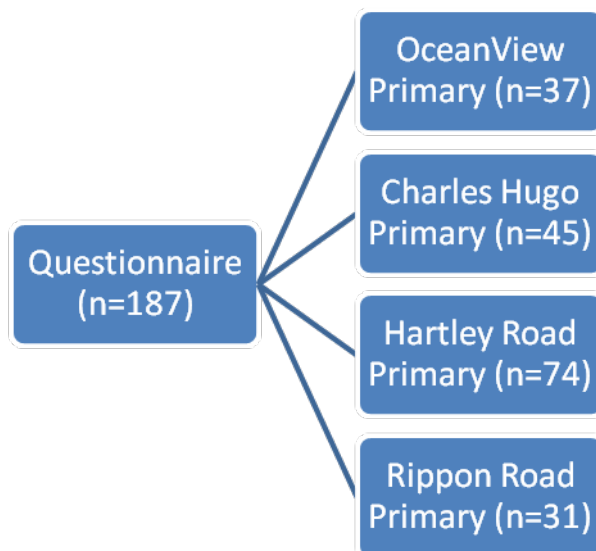 OceanView
Primary (n=37)
Charles Hugo
Primary (n=45)
Questionnaire
(n=187)
Hartley Road
Primary (n=74)
Rippon Road
Primary (n=31)